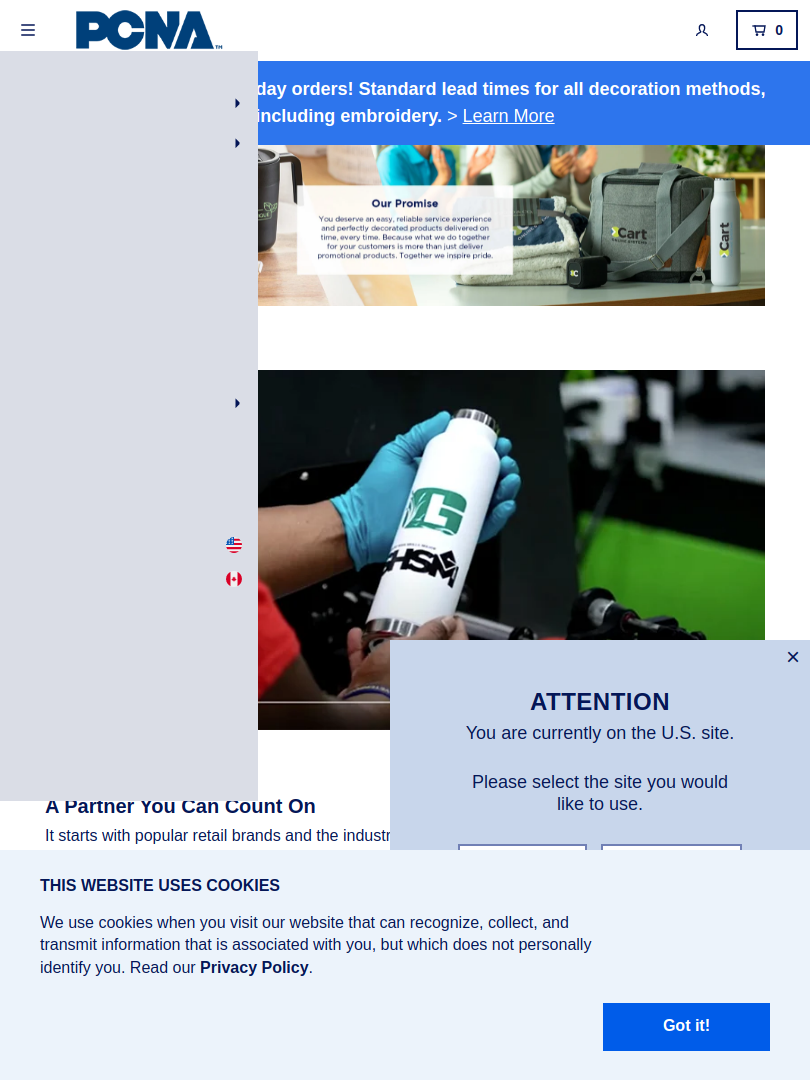 PCNA™
0
day orders! Standard lead times for all decoration methods,
including embroidery. > Learn More
Our Promise
You deserve an easy, reliable service experience
and perfectly decorated products delivered on
time, every time. Because what we do together
for your customers is more than just deliver
promotional products. Together we inspire pride.
Cart
Cart
G
GHSM
ATTENTION
You are currently on the U.S. site.
Please select the site you would
like to use.
A Partner You Can Count On
It starts with popular retail brands and the industr
THIS WEBSITE USES COOKIES
We use cookies when you visit our website that can recognize, collect, and
transmit information that is associated with you, but which does not personally
identify you. Read our Privacy Policy.
Got it!